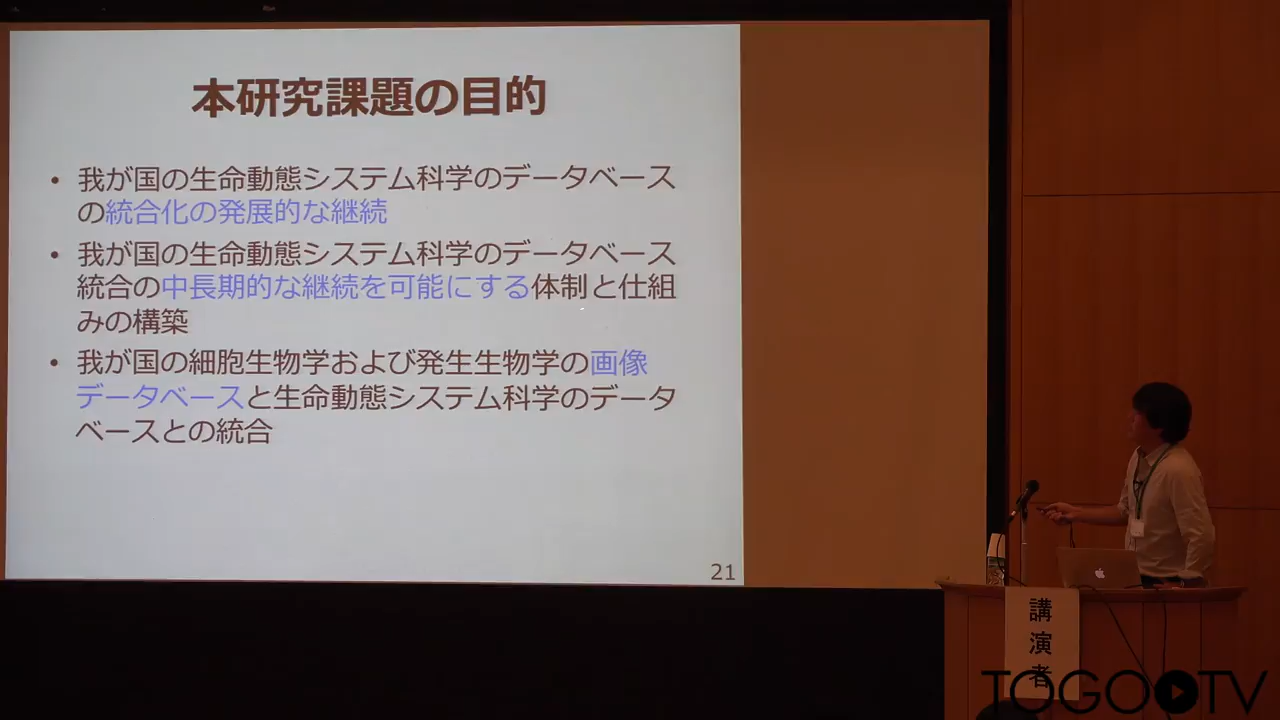 本研究課題の目的
• 我が国の生命動態システム科学のデータベース
の統合化の発展的な継続
• 我が国の生命動態システム科学のデータベース
統合の中長期的な継続を可能にする体制と仕組
みの構築
• 我が国の細胞生物学および発生生物学の画像
データベースと生命動態システム科学のデータ
ベースとの統合
21
講演者
TOGOTV